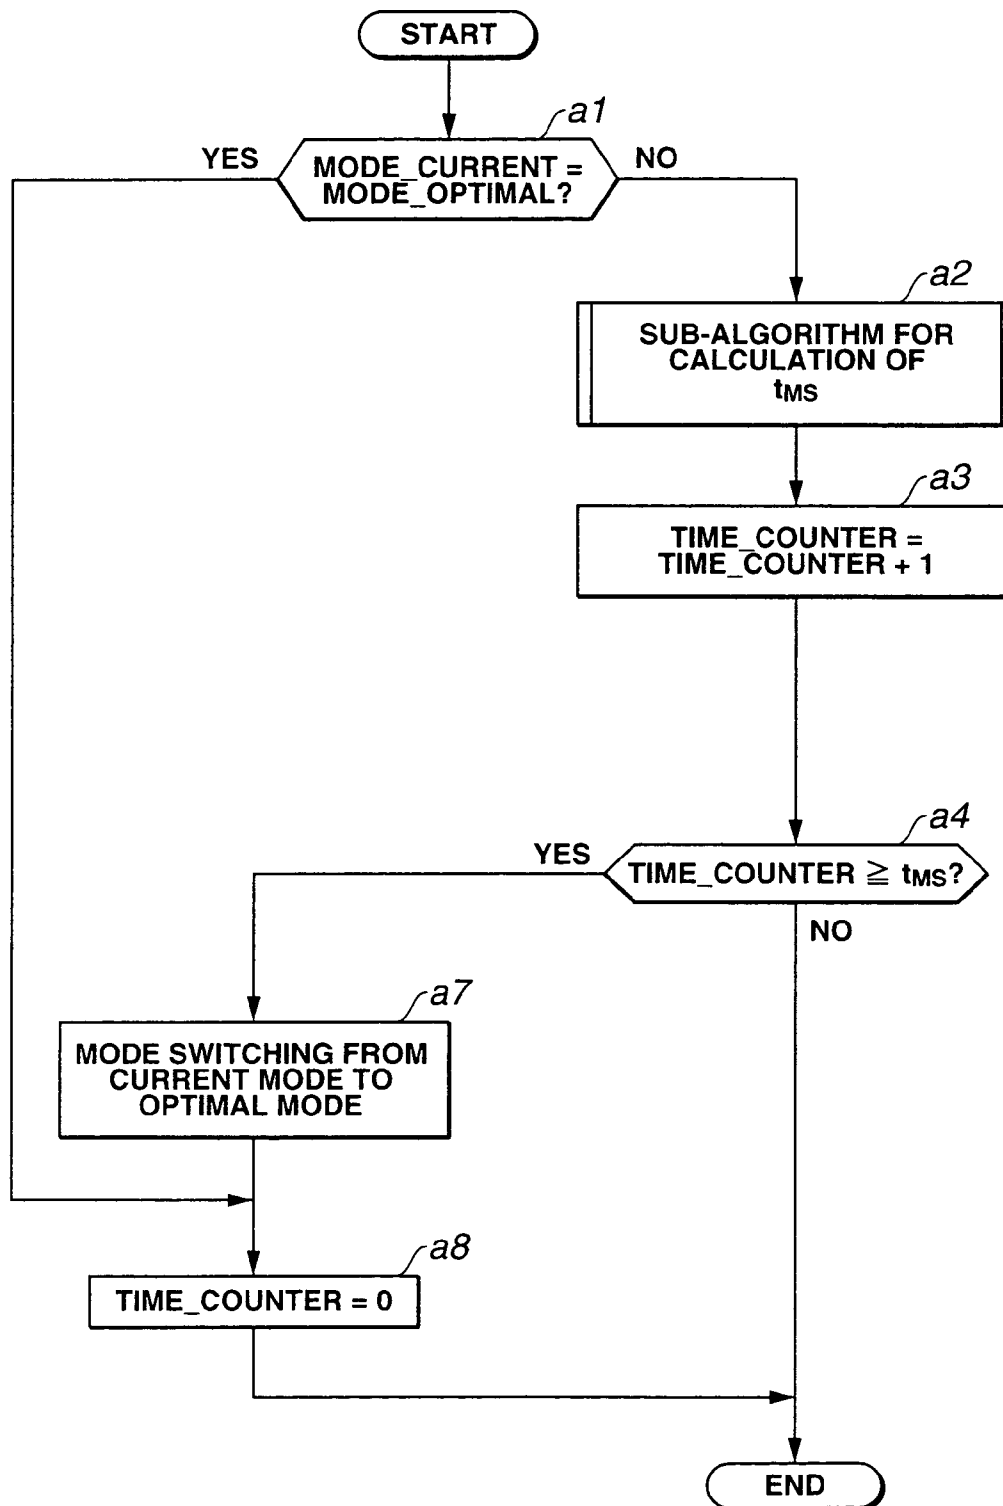 START
a1
YES
MODE_CURRENT =
MODE_OPTIMAL?
NO
a2
SUB-ALGORITHM FOR
CALCULATION OF
tMS
a3
TIME_COUNTER =
TIME_COUNTER + 1
a4
YES
TIME_COUNTER ≧ tMS?
NO
a7
MODE SWITCHING FROM
CURRENT MODE TO
OPTIMAL MODE
a8
TIME_COUNTER = 0
END